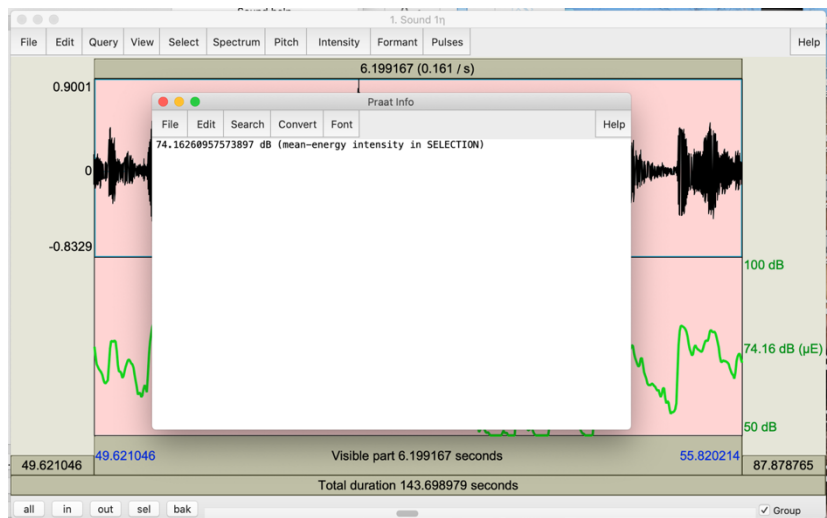 1. Sound 1η
File Edit Query View Select Spectrum Pitch Intensity Formant Pulses Help
6.199167 (0.161 / s)
0.9001
Praat Info
File Edit Search Convert Font Help
74.16260957573897 dB (mean-energy intensity in SELECTION)
0
-0.8329
100 dB
74.16 dB (µE)
50 dB
49.621046 49.621046 Visible part 6.199167 seconds 55.820214 87.878765
Total duration 143.698979 seconds
all in out sel bak Group